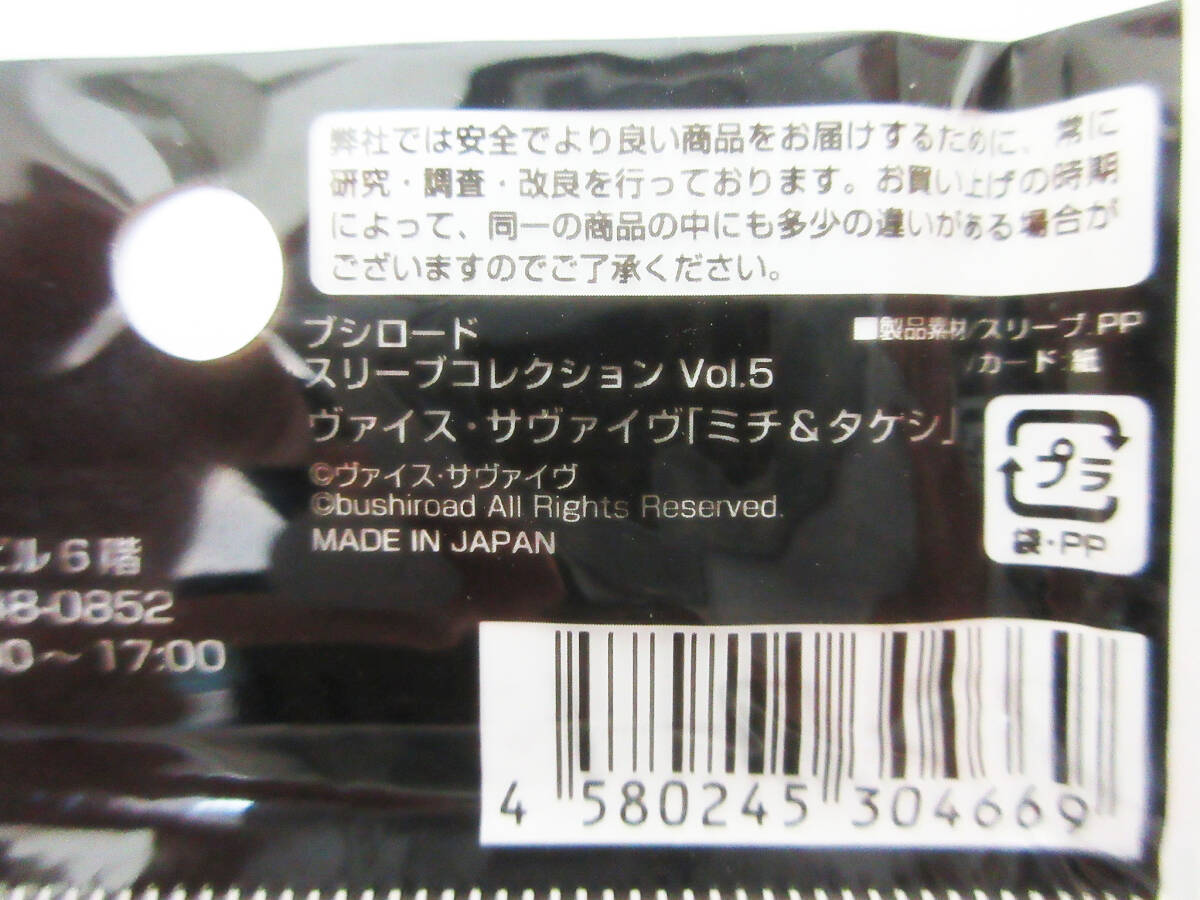 弊社では安全でより良い商品をお届けするために、常に
研究・調査・改良を行っております。お買い上げの時期
によって、同一の商品の中にも多少の違いがある場合が
ございますのでご了承ください。
ブシロード
スリーブコレクション Vol.5
ヴァイス・サヴァイヴ「ミチ&タケシ」
©ヴァイス・サヴァイヴ
©bushiroad All Rights Reserved.
MADE IN JAPAN
■製品素材/スリーブ:PP
/カード:紙
プラ
袋・PP
ビル6階
48-0852
00～17:00
4 580245 304669